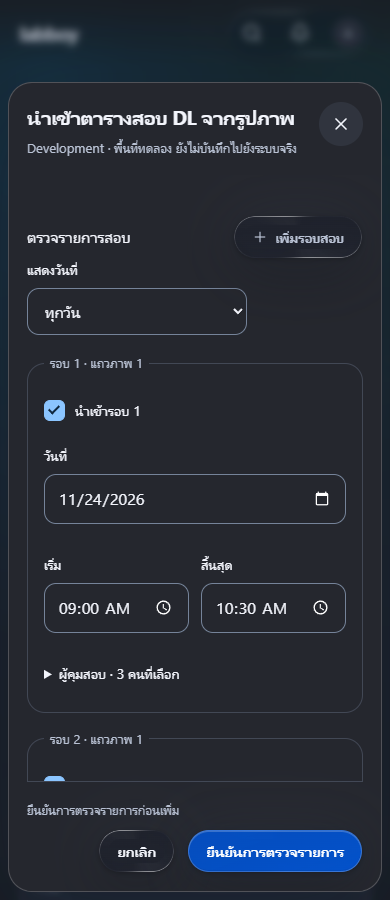 นำเข้าตารางสอบ DL จากรูปภาพ
Development · พื้นที่ทดลอง ยังไม่บันทึกไปยังระบบจริง
ตรวจรายการสอบ
+ เพิ่มรอบสอบ
แสดงวันที่
ทุกวัน
รอบ 1 · แถวภาพ 1
นำเข้ารอบ 1
วันที่
11/24/2026
เริ่ม
สิ้นสุด
09:00 AM
10:30 AM
ผู้คุมสอบ · 3 คนที่เลือก
รอบ 2 · แถวภาพ 1
ยืนยันการตรวจรายการก่อนเพิ่ม
ยกเลิก
ยืนยันการตรวจรายการ